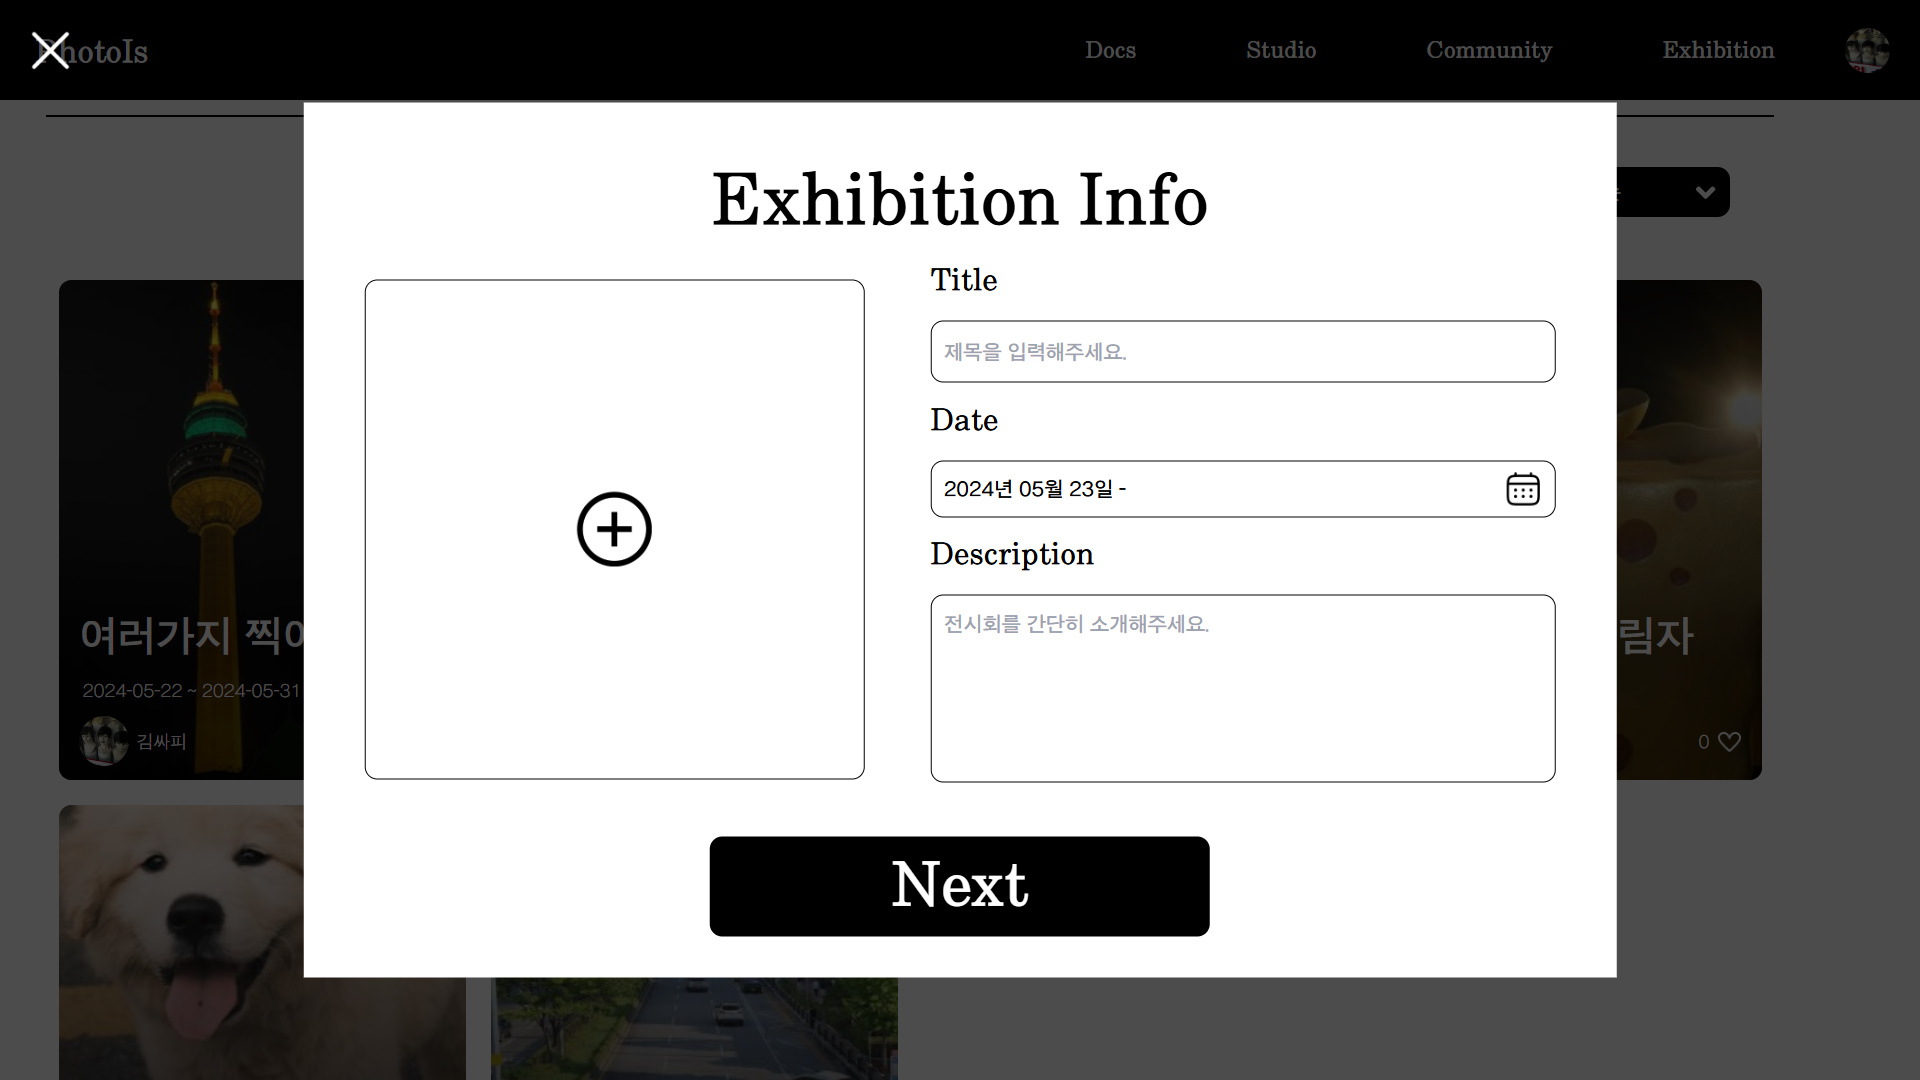 PhotoIs
Docs
Studio
Community
Exhibition
Exhibition Info
Title
제목을 입력해주세요.
Date
2024년 05월 23일 -
Description
전시회를 간단히 소개해주세요.
Next
여러가지 찍
2024-05-22 ~ 2024-05-31
김싸피
림자
0